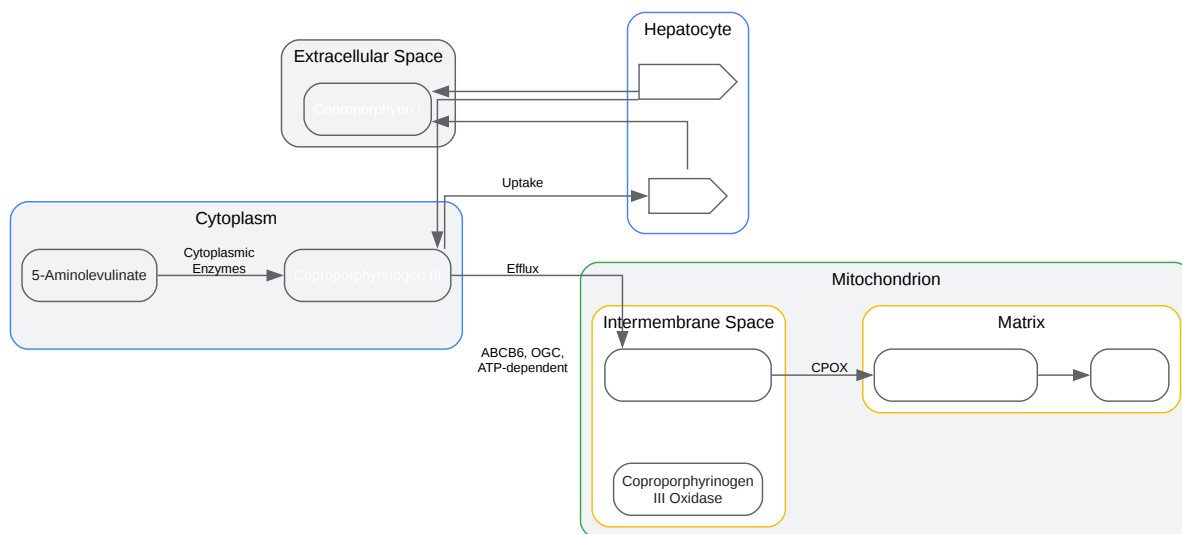 Hepatocyte
Extracellular Space
Coproporphyrin I
Uptake
Cytoplasm
5-Aminolevulinate
Cytoplasmic
Enzymes
Coproporphyrinogen III
Efflux
Mitochondrion
Intermembrane Space
Matrix
ABCB6, OGC,
ATP-dependent
CPOX
Coproporphyrinogen
III Oxidase